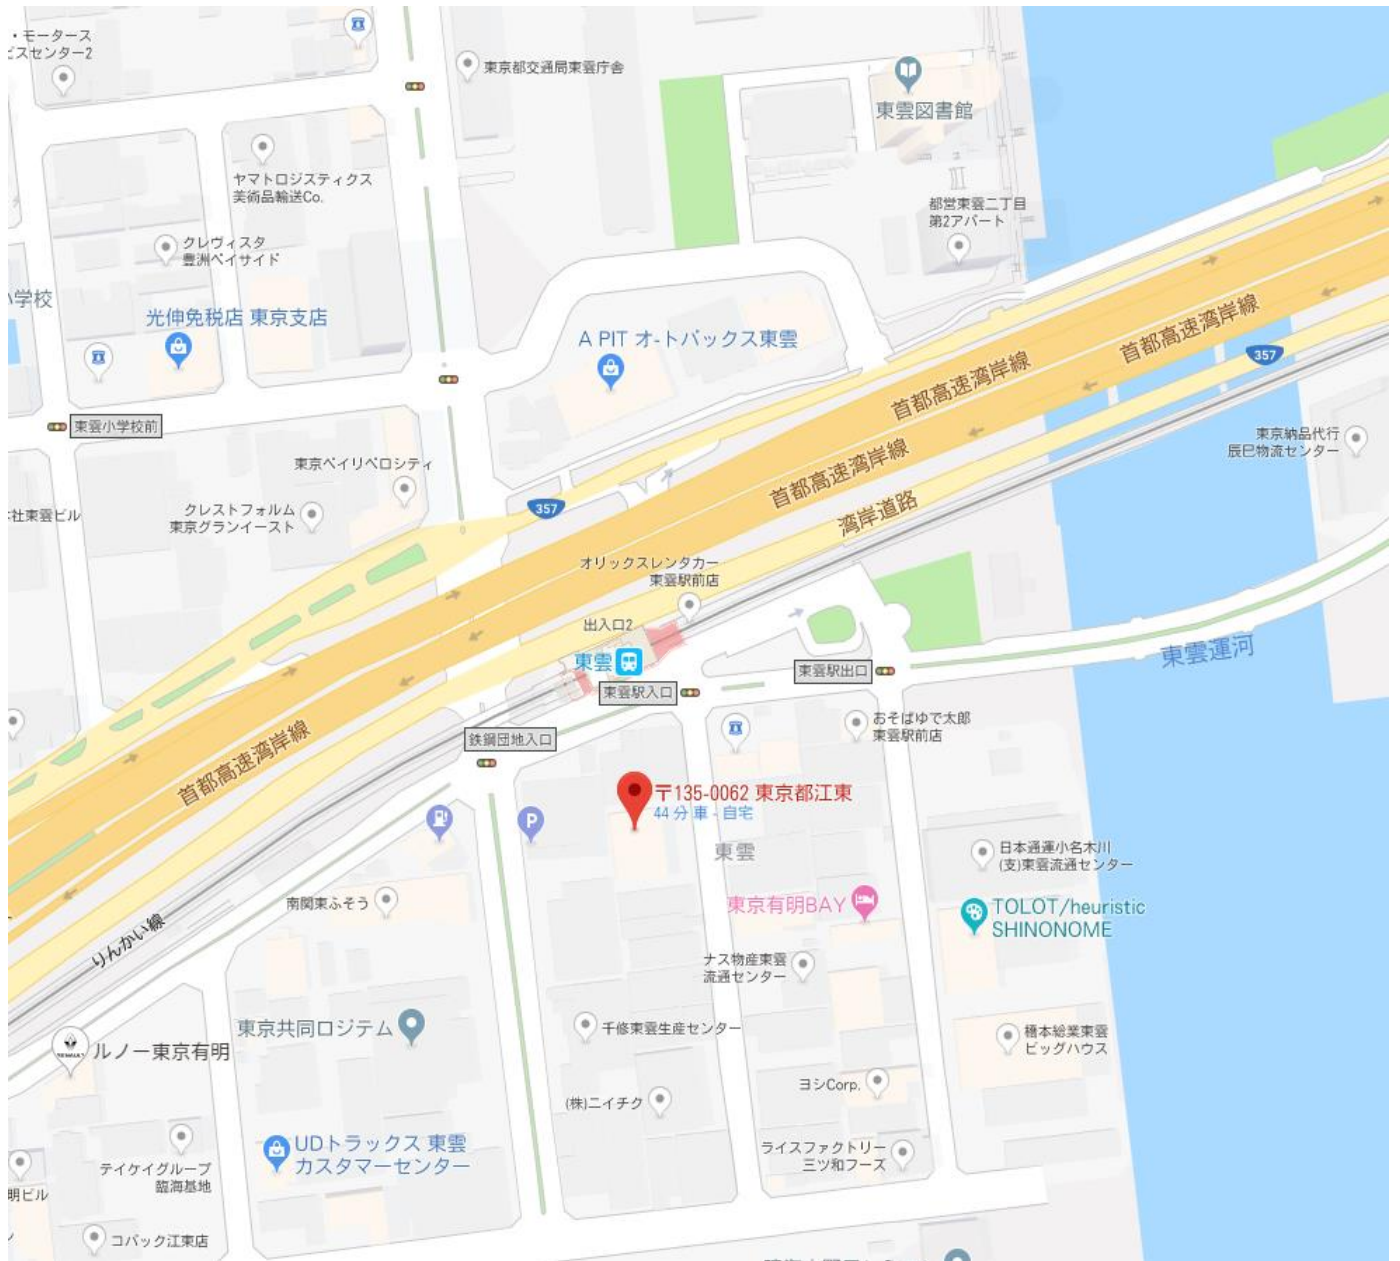 ・モータース
ビスセンター2
東京都交通局東雲庁舎
東雲図書館
ヤマトロジスティクス
美術品輸送Co.
都営東雲二丁目
第2アパート
クレヴィスタ
豊洲ベイサイド
小学校
光伸免税店 東京支店
A PIT オートバックス東雲
首都高速湾岸線
357
首都高速湾岸線
東雲小学校前
東京ベイリベロシティ
首都高速湾岸線
東京納品代行
辰巳物流センター
クレストフォルム
東京グランイースト
社東雲ビル
357
湾岸道路
オリックスレンタカー
東雲駅前店
出入口2
東雲
東雲駅入口
東雲駅出口
東雲運河
鉄鋼団地入口
おそばゆで太郎
東雲駅前店
首都高速湾岸線
〒135-0062 東京都江東
44 分 車 - 自宅
P
東雲
日本通運小名木川
(支)東雲流通センター
南関東ふそう
東京有明BAY
TOLOT/heuristic
SHINONOME
りんかい線
ナス物産東雲
流通センター
東京共同ロジテム
千修東雲生産センター
橋本総業東雲
ビッグハウス
ルノー東京有明
ヨシCorp.
(株)ニイチク
UDトラックス 東雲
カスタマーセンター
ライスファクトリー
三ツ和フーズ
テイケイグループ
臨海基地
明ビル
コバック江東店